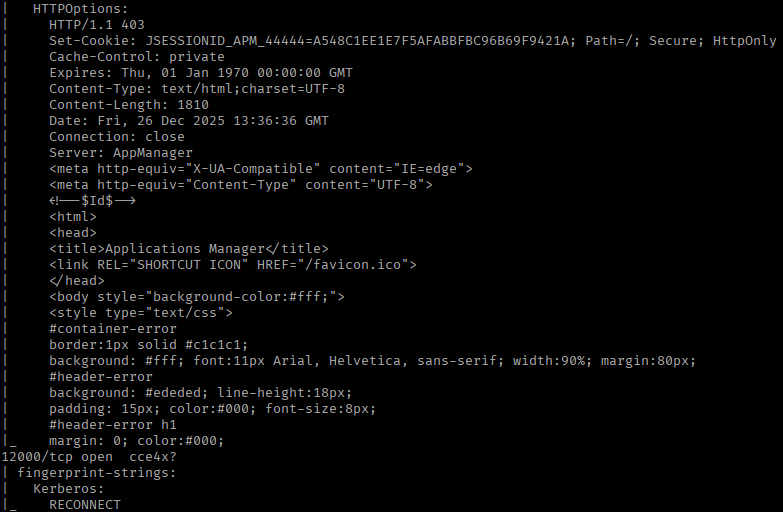 |   HTTPOptions:
|     HTTP/1.1 403
|     Set-Cookie: JSESSIONID_APM_44444=A548C1EE1E7F5AFABBFBC96B69F9421A; Path=/; Secure; HttpOnly
|     Cache-Control: private
|     Expires: Thu, 01 Jan 1970 00:00:00 GMT
|     Content-Type: text/html;charset=UTF-8
|     Content-Length: 1810
|     Date: Fri, 26 Dec 2025 13:36:36 GMT
|     Connection: close
|     Server: AppManager
|     <meta http-equiv="X-UA-Compatible" content="IE=edge">
|     <meta http-equiv="Content-Type" content="UTF-8">
|     <!--$Id$-->
|     <html>
|     <head>
|     <title>Applications Manager</title>
|     <link REL="SHORTCUT ICON" HREF="/favicon.ico">
|     </head>
|     <body style="background-color:#fff;">
|     <style type="text/css">
|     #container-error
|     border:1px solid #c1c1c1;
|     background: #fff; font:11px Arial, Helvetica, sans-serif; width:90%; margin:80px;
|     #header-error
|     background: #ededed; line-height:18px;
|     padding: 15px; color:#000; font-size:8px;
|     #header-error h1
|_    margin: 0; color:#000;
12000/tcp open  cce4x?
| fingerprint-strings:
|   Kerberos:
|_    RECONNECT